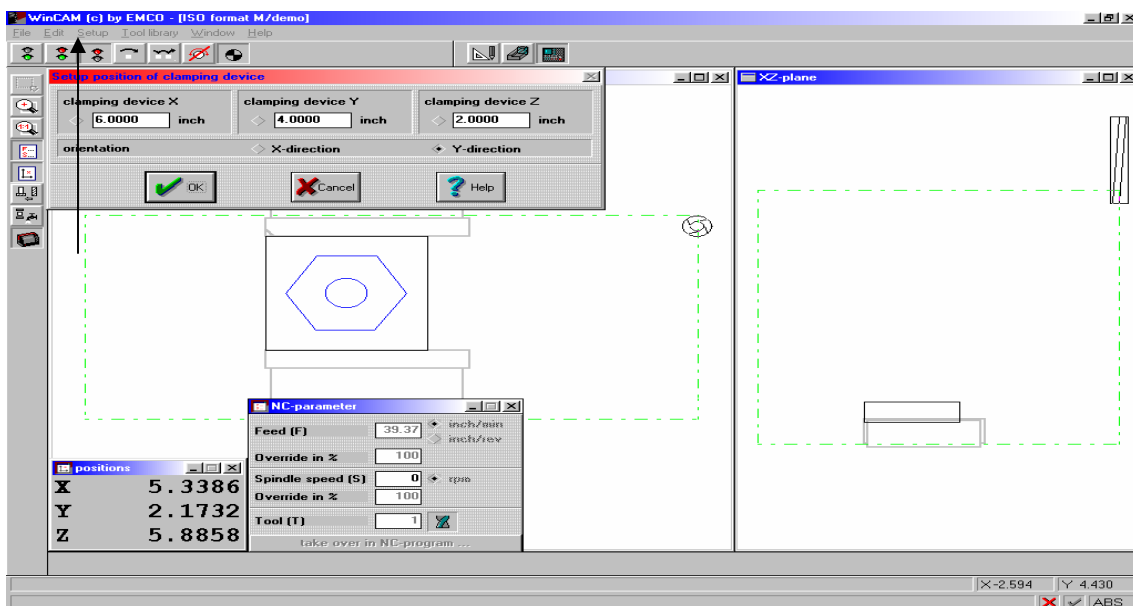 WinCAM (c) by EMCO - [ISO format M/demo]
File Edit Setup Tool library Window Help
Setup position of clamping device
clamping device X clamping device Y clamping device Z
6.0000 inch 4.0000 inch 2.0000 inch
orientation X-direction Y-direction
OK Cancel Help
XZ-plane
NC-parameter
Feed (F) 39.37 inch/min
inch/rev
Override in % 100
Spindle speed (S) 0 rpm
Override in % 100
Tool (T) 1
take over in NC-program ...
positions
X 5.3386
Y 2.1732
Z 5.8858
X-2.594 Y 4.430
ABS